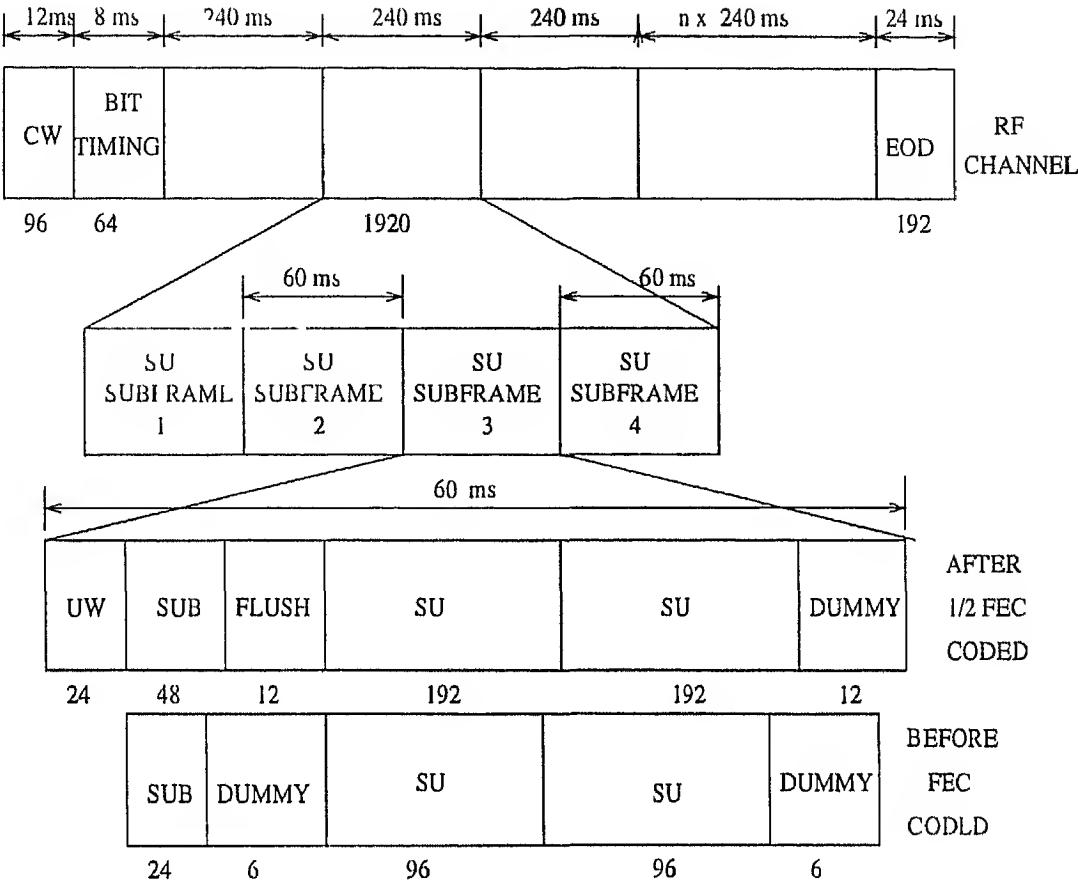 12ms 8 ms 240 ms 240 ms 240 ms n x 240 ms 24 ms
CW
BIT
TIMING
EOD
RF
CHANNEL
96 64 1920 192
60 ms 60 ms
SU
SUBFRAME
1
SU
SUBFRAME
2
SU
SUBFRAME
3
SU
SUBFRAME
4
60 ms
UW SUB FLUSH SU SU DUMMY
AFTER
1/2 FEC
CODED
24 48 12 192 192 12
SUB DUMMY SU SU DUMMY
BEFORE
FEC
CODLD
24 6 96 96 6